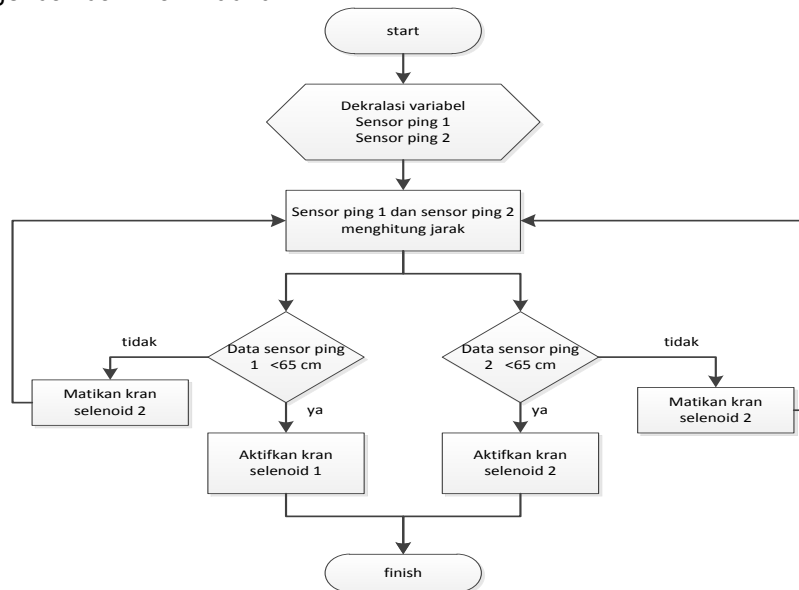 start
Dekralasi variabel
Sensor ping 1
Sensor ping 2
Sensor ping 1 dan sensor ping 2
menghitung jarak
tidak
Data sensor ping
1 <65 cm
Data sensor ping
2 <65 cm
tidak
Matikan kran
selenoid 2
ya
ya
Matikan kran
selenoid 2
Aktifkan kran
selenoid 1
Aktifkan kran
selenoid 2
finish